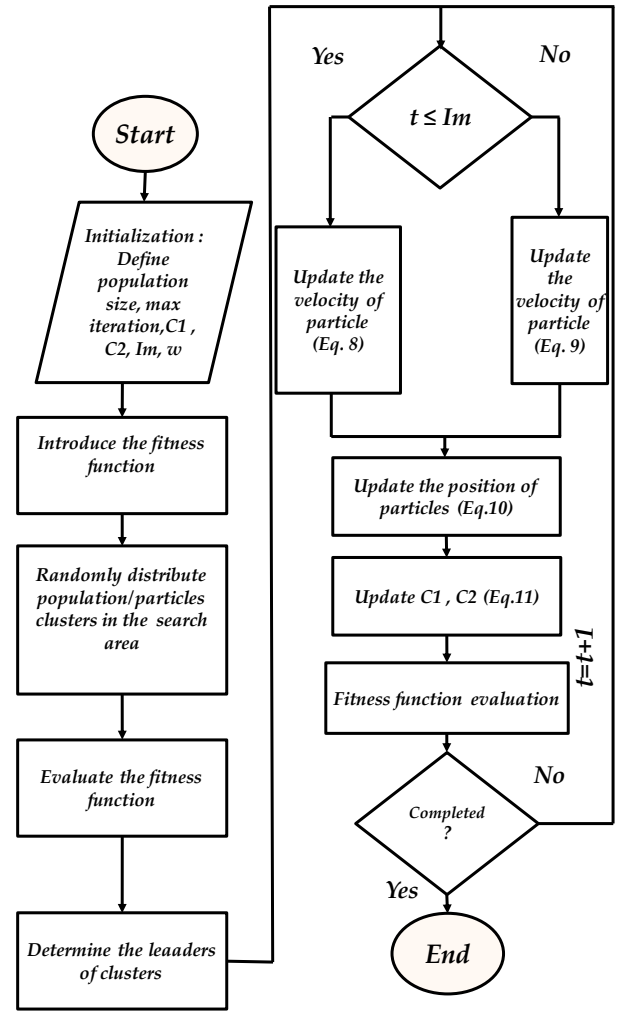 Start
Initialization :
Define
population
size, max
iteration,C1 ,
C2, Im, w
Introduce the fitness
function
Randomly distribute
population/particles
clusters in the search
area
Evaluate the fitness
function
Determine the leaaders
of clusters
Yes
No
t ≤ Im
Update the
velocity of
particle
(Eq. 8)
Update
the
velocity of
particle
(Eq. 9)
Update the position of
particles (Eq.10)
Update C1 , C2 (Eq.11)
t=t+1
Fitness function evaluation
No
Completed
?
Yes
End